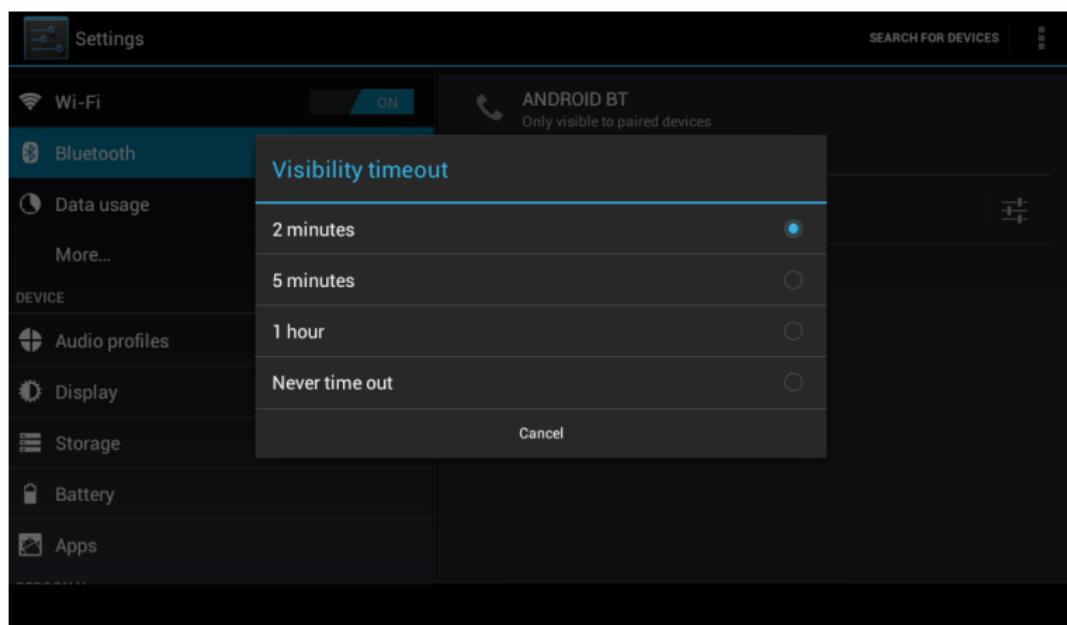 Settings
SEARCH FOR DEVICES
Wi-Fi
ON
ANDROID BT
Only visible to paired devices
Bluetooth
Data usage
More...
DEVICE
Audio profiles
Display
Storage
Battery
Apps
Visibility timeout
2 minutes
5 minutes
1 hour
Never time out
Cancel